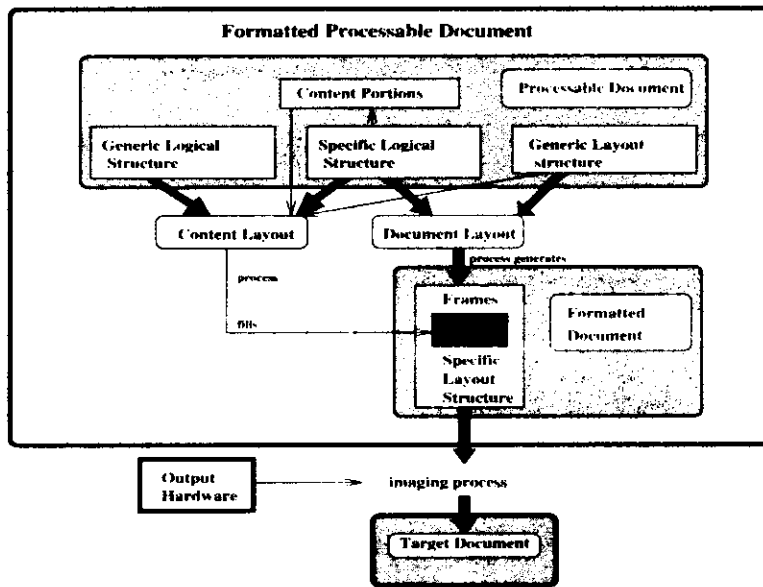 Formatted Processable Document
Content Portions
Processable Document
Generic Logical
Structure
Specific Logical
Structure
Generic Layout
structure
Content Layout
Document Layout
process generates
process
fills
Frames
Specific
Layout
Structure
Formatted
Document
Output
Hardware
imaging process
Target Document